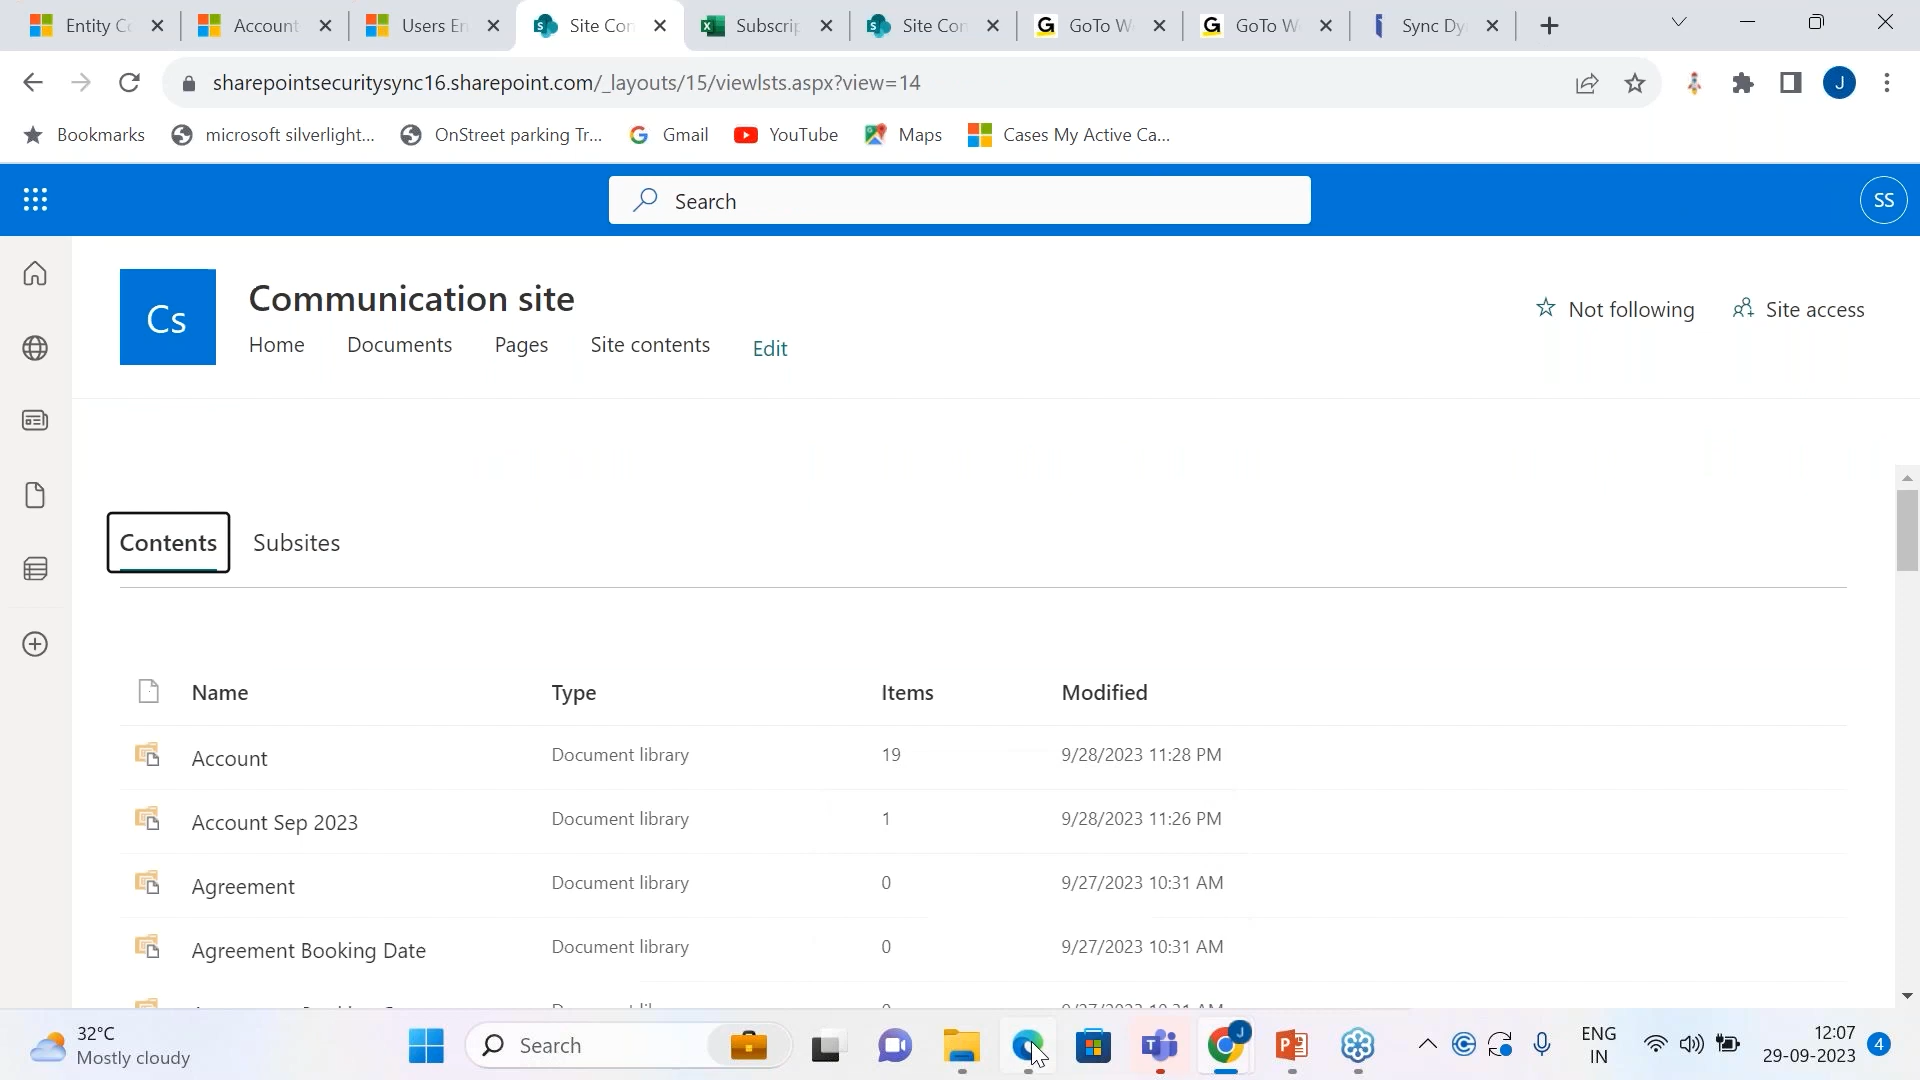 Entity C
Account
Users En
Site Con
Subscrip
Site Con
GoTo W
GoTo W
Sync Dy
sharepointsecuritysync16.sharepoint.com/_layouts/15/viewlsts.aspx?view=14
J
Bookmarks
microsoft silverlight...
OnStreet parking Tr...
Gmail
YouTube
Maps
Cases My Active Ca...
Search
SS
Cs
Communication site
Home
Documents
Pages
Site contents
Edit
Not following
Site access
Contents
Subsites
Name
Type
Items
Modified
Account
Document library
19
9/28/2023 11:28 PM
Account Sep 2023
Document library
1
9/28/2023 11:26 PM
Agreement
Document library
0
9/27/2023 10:31 AM
Agreement Booking Date
Document library
0
9/27/2023 10:31 AM
32°C
Mostly cloudy
Search
J
ENG
IN
12:07
29-09-2023
4